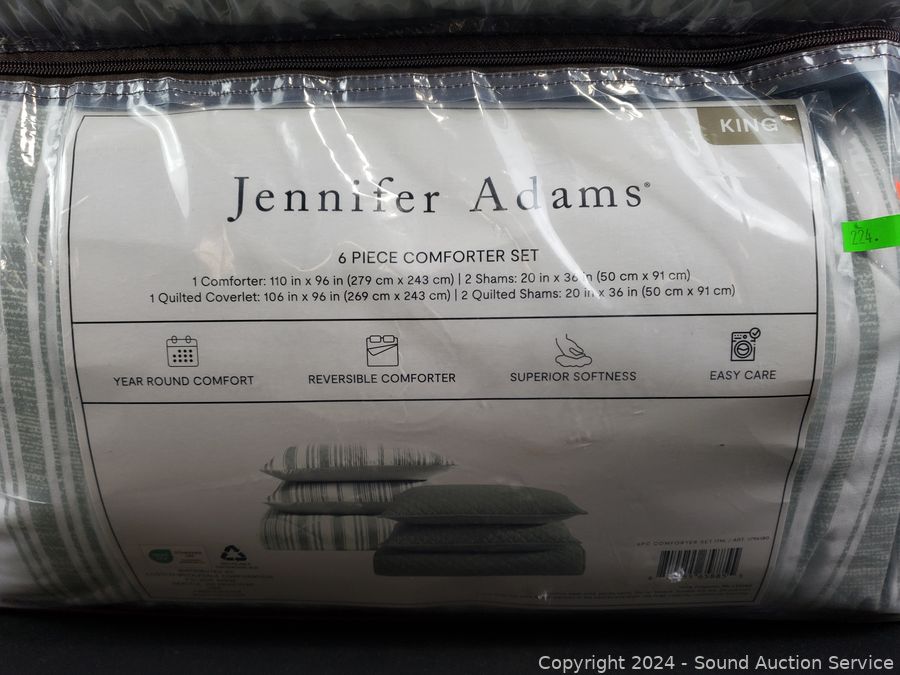 KING
Jennifer Adams®
224.
6 PIECE COMFORTER SET
1 Comforter: 110 in x 96 in (279 cm x 243 cm) | 2 Shams: 20 in x 36 in (50 cm x 91 cm)
1 Quilted Coverlet: 106 in x 96 in (269 cm x 243 cm) | 2 Quilted Shams: 20 in x 36 in (50 cm x 91 cm)
YEAR ROUND COMFORT
REVERSIBLE COMFORTER
SUPERIOR SOFTNESS
EASY CARE
6PC COMFORTER SET
Copyright 2024 - Sound Auction Service